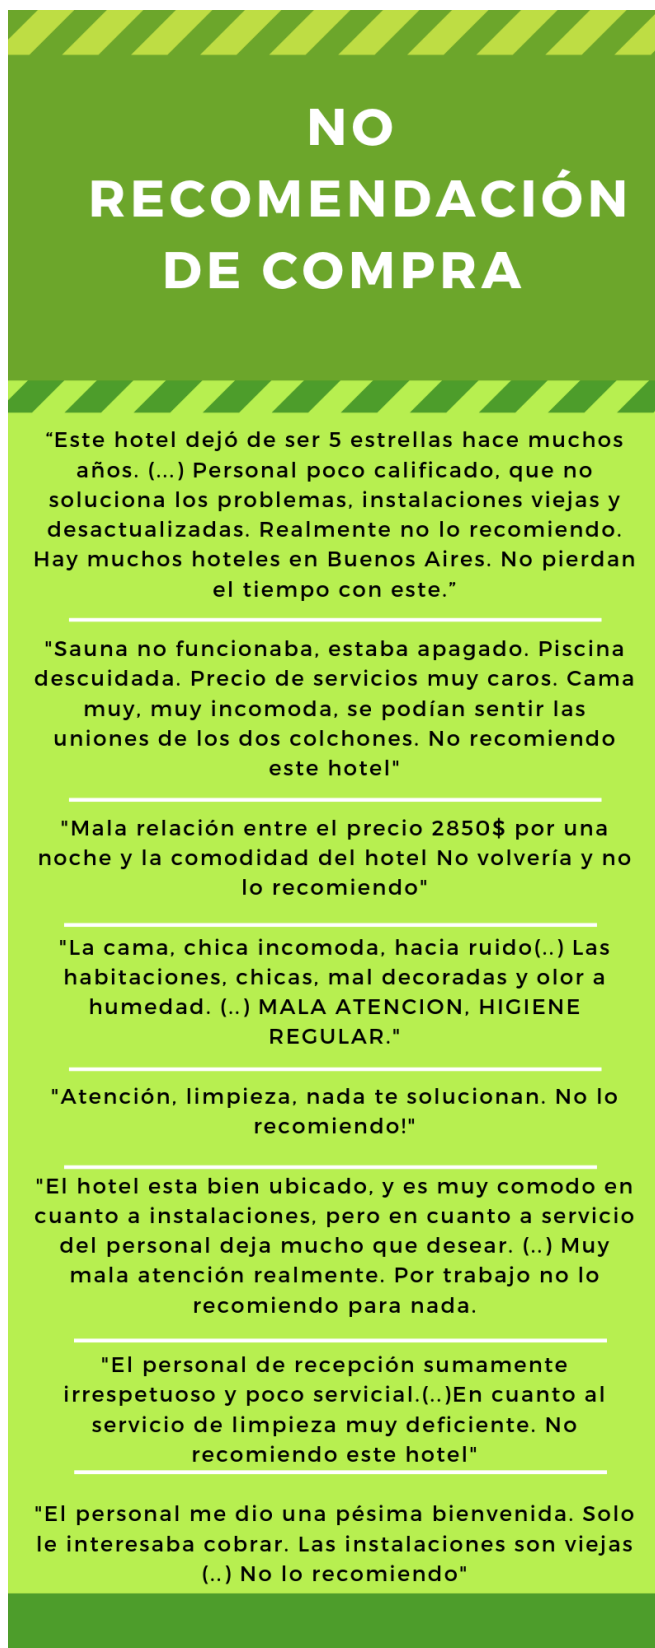 NO
RECOMENDACIÓN
DE COMPRA
“Este hotel dejó de ser 5 estrellas hace muchos
años. (...) Personal poco calificado, que no
soluciona los problemas, instalaciones viejas y
desactualizadas. Realmente no lo recomiendo.
Hay muchos hoteles en Buenos Aires. No pierdan
el tiempo con este.”
"Sauna no funcionaba, estaba apagado. Piscina
descuidada. Precio de servicios muy caros. Cama
muy, muy incomoda, se podían sentir las
uniones de los dos colchones. No recomiendo
este hotel"
"Mala relación entre el precio 2850$ por una
noche y la comodidad del hotel No volvería y no
lo recomiendo"
"La cama, chica incomoda, hacia ruido(..) Las
habitaciones, chicas, mal decoradas y olor a
humedad. (..) MALA ATENCION, HIGIENE
REGULAR."
"Atención, limpieza, nada te solucionan. No lo
recomiendo!"
"El hotel esta bien ubicado, y es muy comodo en
cuanto a instalaciones, pero en cuanto a servicio
del personal deja mucho que desear. (..) Muy
mala atención realmente. Por trabajo no lo
recomiendo para nada.
"El personal de recepción sumamente
irrespetuoso y poco servicial.(..)En cuanto al
servicio de limpieza muy deficiente. No
recomiendo este hotel"
"El personal me dio una pésima bienvenida. Solo
le interesaba cobrar. Las instalaciones son viejas
(..) No lo recomiendo"